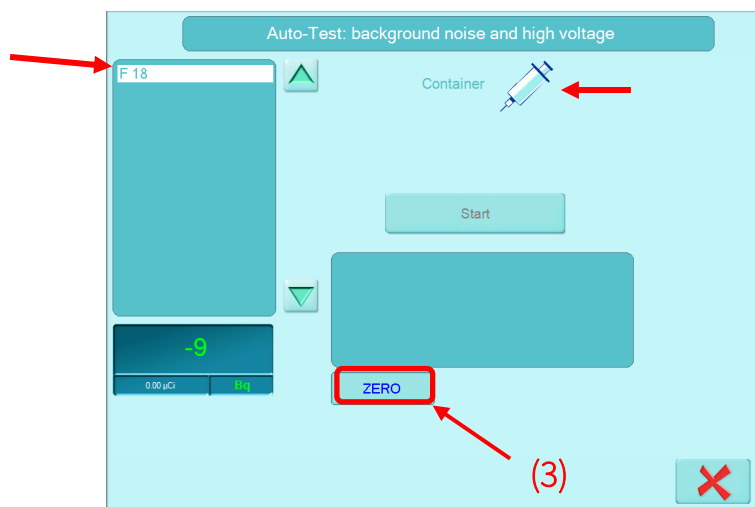 Auto-Test: background noise and high voltage
F 18
Container
Start
-9
0.00 µCi
Bq
ZERO
(3)